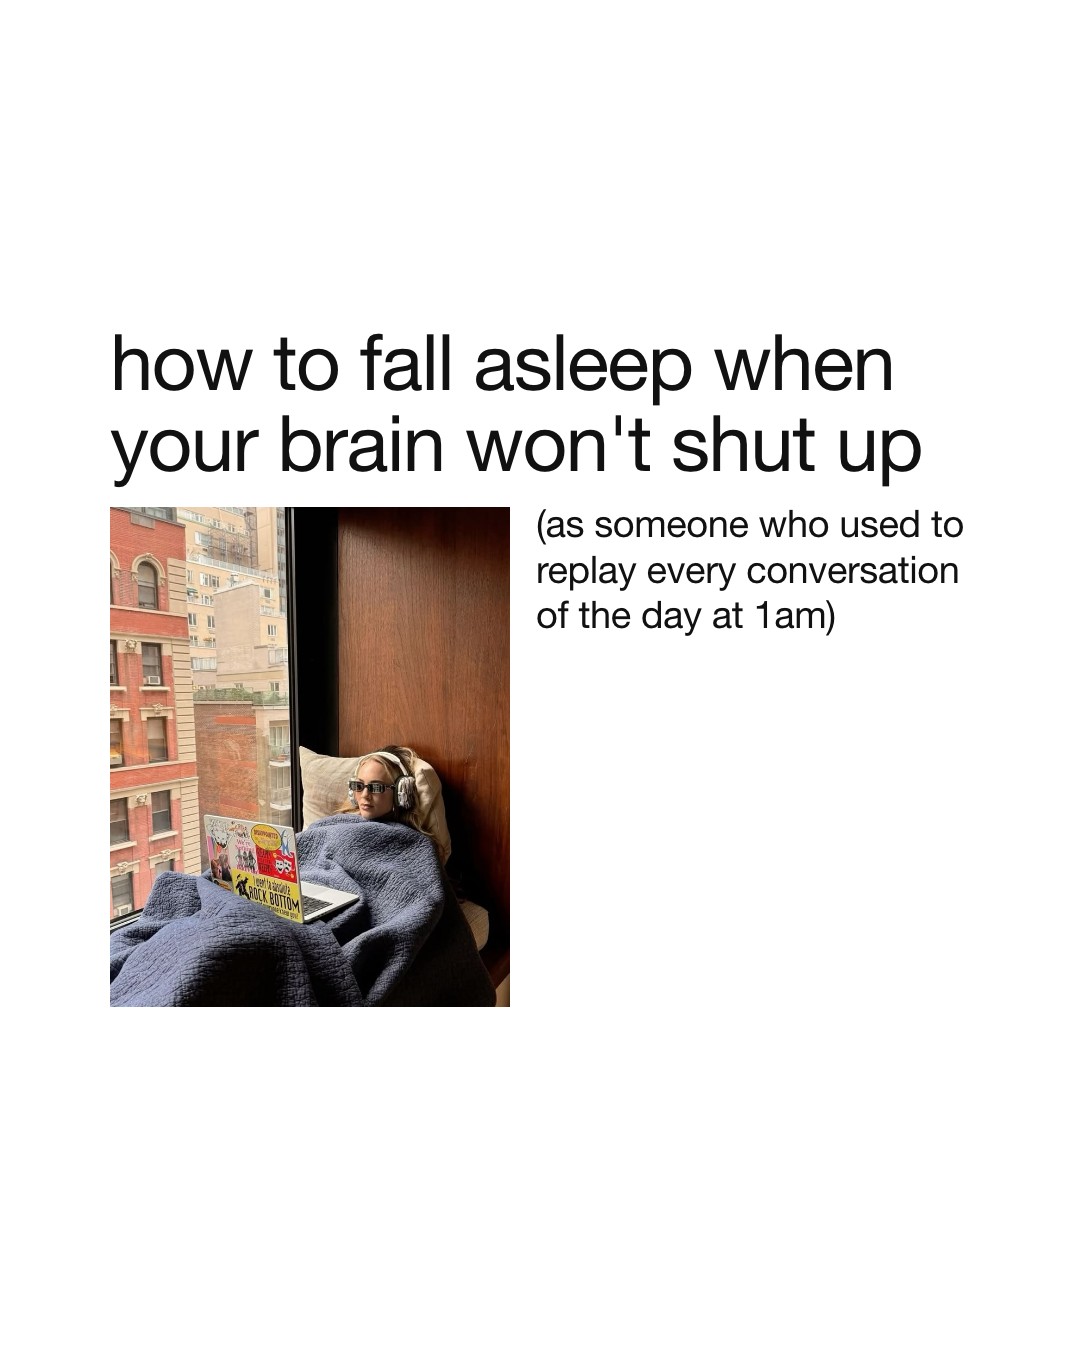 how to fall asleep when
your brain won't shut up
(as someone who used to
replay every conversation
of the day at 1am)
ROCK BOTTOM